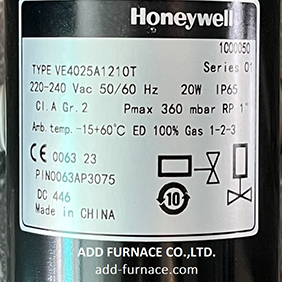 Honeywell
1000050
TYPE VE4025A1210T Series 01
220-240 Vac 50/60 Hz 20W IP65
Cl.A Gr.2 Pmax 360 mbar RP 1"
Amb.temp.-15+60°C ED 100% Gas 1-2-3
CE 0063 23
PIN0063AP3075
DC 446
Made in CHINA
10
ADD FURNACE CO.,LTD.
add-furnace.com